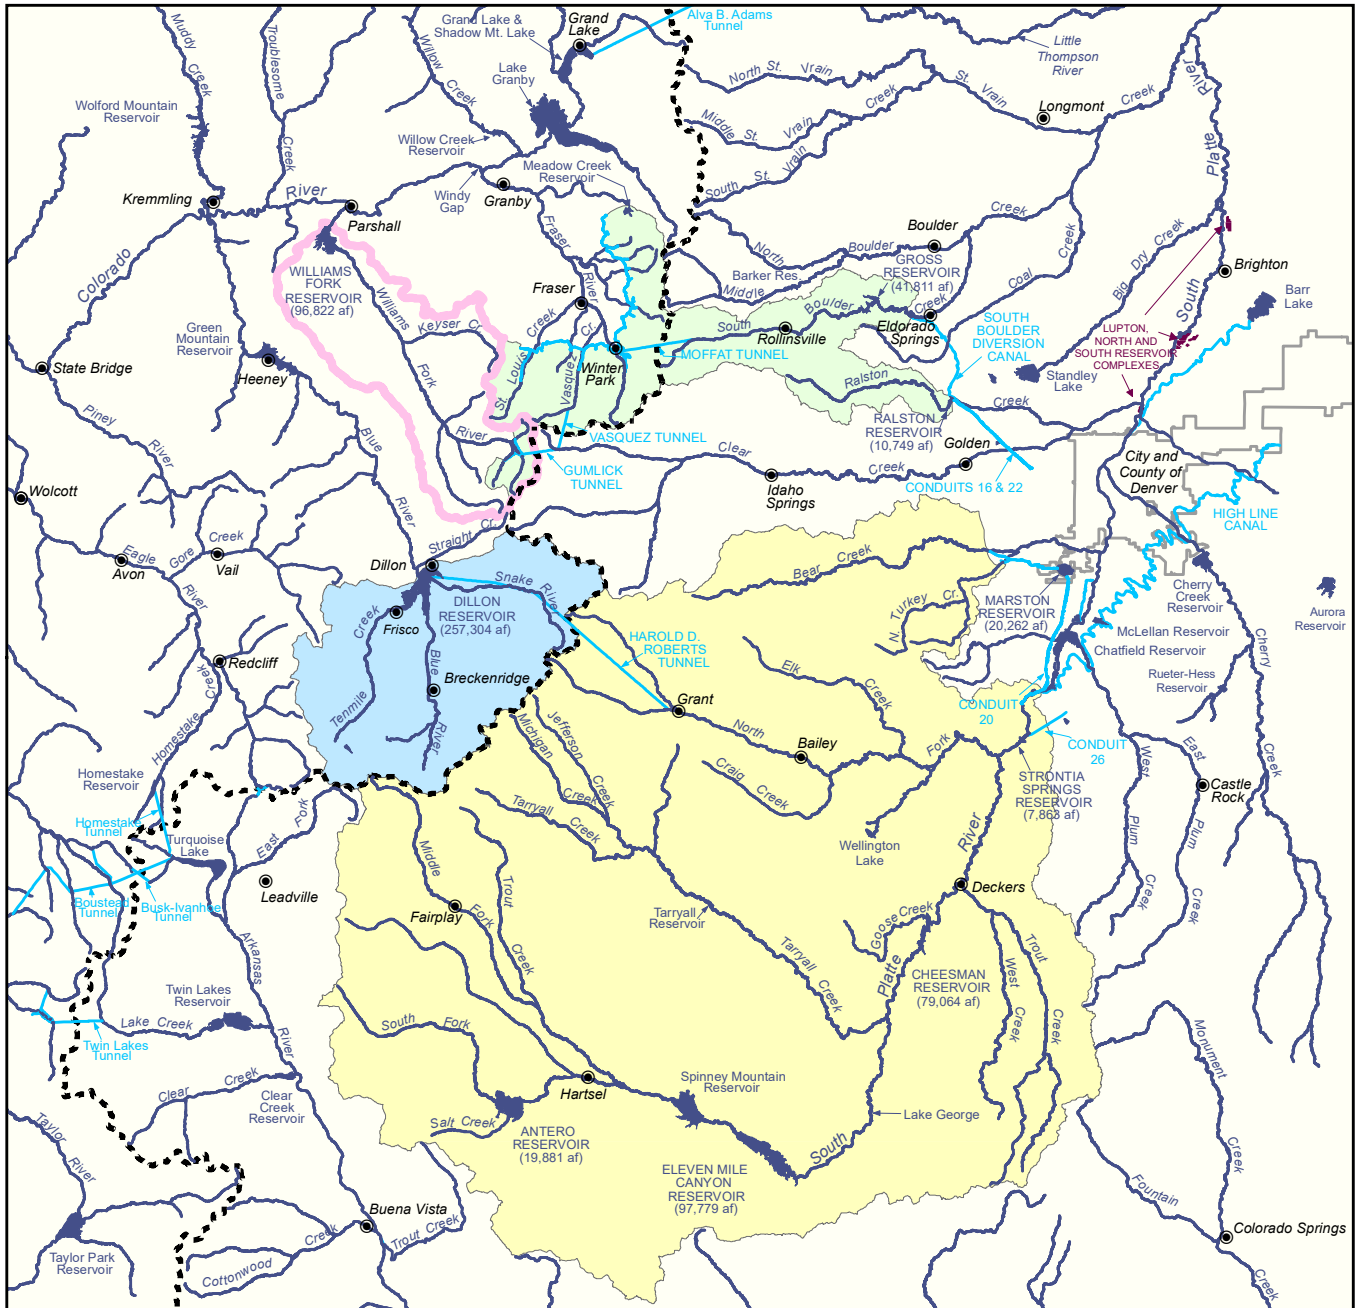 Grand Lake &
Shadow Mt. Lake
Grand
Lake
Alva B. Adams
Tunnel
Muddy
Creek
Troublesome
Creek
Willow
Creek
Little
Thompson
River
Lake
Granby
North St. Vrain
St. Vrain
Creek
Longmont
Creek
Platte River
Wolford Mountain
Reservoir
Willow Creek
Reservoir
Meadow Creek
Reservoir
Middle St. Vrain
South St. Vrain
Kremmling
River
Parshall
Windy
Gap
Granby
Fraser
River
Boulder
Creek
North Boulder
Barker Res.
Middle
GROSS
RESERVOIR
(41,811 af)
Coal
Creek
Big Dry Creek
South
Brighton
Barr
Lake
Colorado
WILLIAMS
FORK
RESERVOIR
(96,822 af)
Williams
Fork
River
Keyser Cr.
Fraser
St. Louis
Creek
Vasquez
Cr.
Winter
Park
South
Boulder
Creek
Rollinsville
MOFFAT TUNNEL
Eldorado
Springs
SOUTH
BOULDER
DIVERSION
CANAL
LUPTON,
NORTH AND
SOUTH RESERVOIR
COMPLEXES
Standley
Lake
Green
Mountain
Reservoir
Heeney
State Bridge
Piney
River
Blue
River
Ralston
Creek
RALSTON
RESERVOIR
(10,749 af)
VASQUEZ TUNNEL
GUMLICK
TUNNEL
Clear
Creek
Golden
Idaho
Springs
CONDUITS 16 & 22
City and
County of
Denver
HIGH LINE
CANAL
Wolcott
Eagle
River
Avon
Gore
Creek
Vail
Straight
Cr.
Dillon
Snake
River
DILLON
RESERVOIR
(257,304 af)
Frisco
Creek
Tenmile
Blue
River
Breckenridge
HAROLD D.
ROBERTS
TUNNEL
Bear Creek
N. Turkey Cr.
MARSTON
RESERVOIR
(20,262 af)
McLellan Reservoir
Chatfield Reservoir
Cherry
Creek
Reservoir
Aurora
Reservoir
Rueter-Hess
Reservoir
Cherry
Creek
Redcliff
Homestake
Creek
Grant
Elk
Creek
North
Fork
Bailey
CONDUIT
20
CONDUIT
26
STRONTIA
SPRINGS
RESERVOIR
(7,863 af)
West
Plum
Creek
East
Plum
Creek
Castle
Rock
Homestake
Reservoir
Homestake
Tunnel
Turquoise
Lake
East
Fork
Boustead
Tunnel
Busk-Ivanhoe
Tunnel
Leadville
Michigan
Creek
Jefferson
Creek
Tarryall
Creek
Craig
Creek
Wellington
Lake
River
Deckers
Middle
Fork
Fairplay
Trout
Creek
Tarryall
Reservoir
Tarryall
Creek
Goose Creek
Platte
CHEESMAN
RESERVOIR
(79,064 af)
West
Creek
Trout
Creek
Arkansas
River
Twin Lakes
Reservoir
Lake Creek
Twin Lakes
Tunnel
South Fork
Clear Creek
Clear
Creek
Reservoir
Hartsel
Spinney Mountain
Reservoir
Lake George
Monument
Creek
Salt Creek
ANTERO
RESERVOIR
(19,881 af)
South
ELEVEN MILE
CANYON
RESERVOIR
(97,779 af)
Taylor
River
Taylor Park
Reservoir
Buena Vista
Cottonwood
Creek
Trout Creek
Fountain
Creek
Colorado Springs